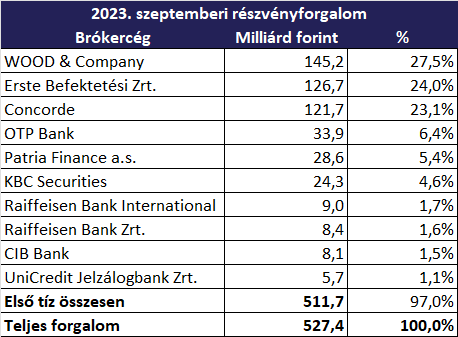 2023. szeptemberi részvényforgalom
Brókercég Milliárd forint %
WOOD & Company 145,2 27,5%
Erste Befektetési Zrt. 126,7 24,0%
Concorde 121,7 23,1%
OTP Bank 33,9 6,4%
Patria Finance a.s. 28,6 5,4%
KBC Securities 24,3 4,6%
Raiffeisen Bank International 9,0 1,7%
Raiffeisen Bank Zrt. 8,4 1,6%
CIB Bank 8,1 1,5%
UniCredit Jelzálogbank Zrt. 5,7 1,1%
Első tíz összesen 511,7 97,0%
Teljes forgalom 527,4 100,0%